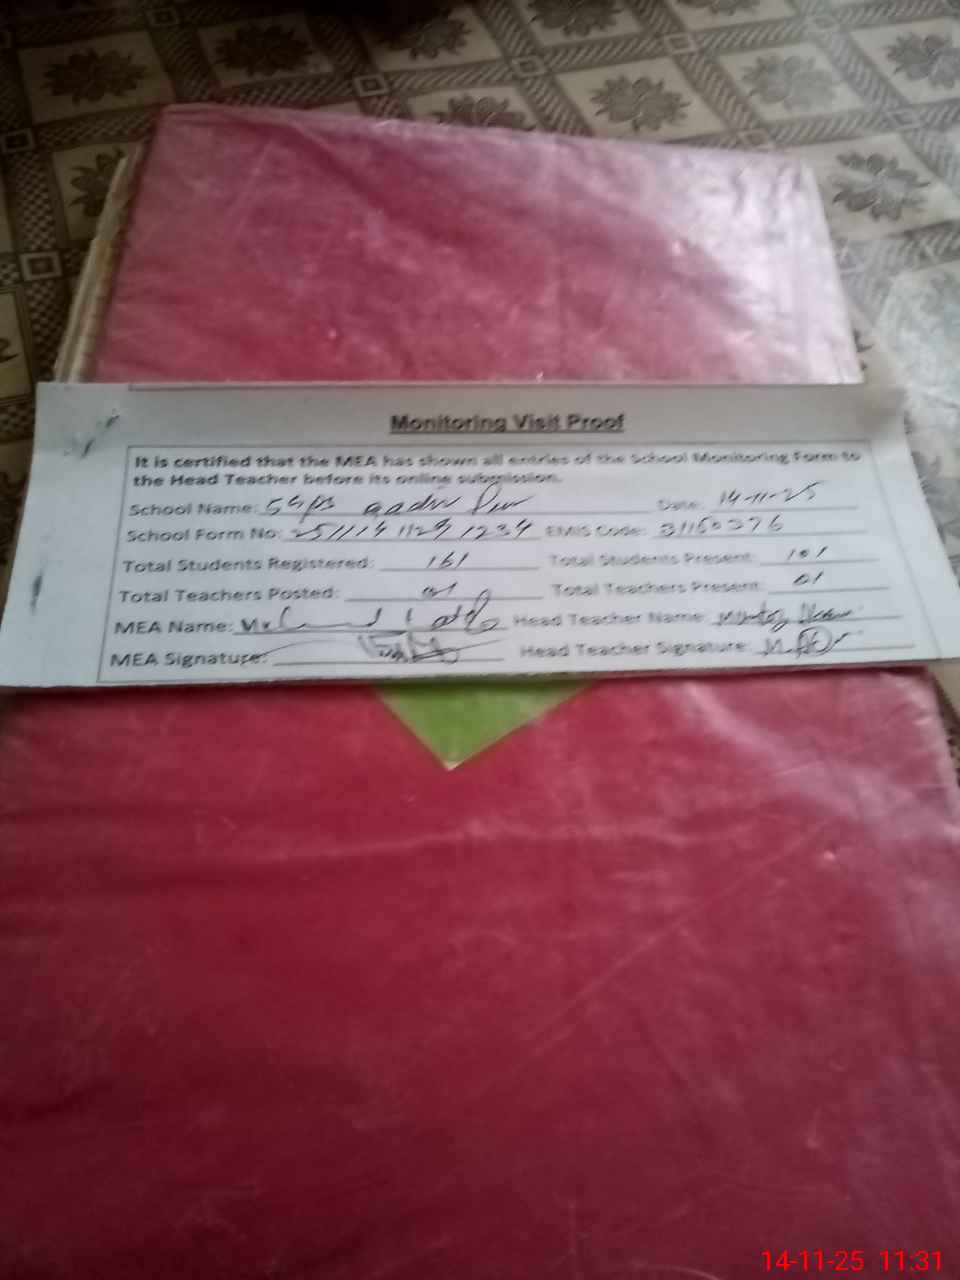 Monitoring Visit Proof
It is certified that the MEA has shown all entries of the School Monitoring Form to
the Head Teacher before its online submission.
School Name: Date: 14-11-25
School Form No: EMIS Code:
Total Students Registered: 161 Total Students Present: 101
Total Teachers Posted: 01 Total Teachers Present: 01
MEA Name: Head Teacher Name:
MEA Signature: Head Teacher Signature:
14-11-25 11:31